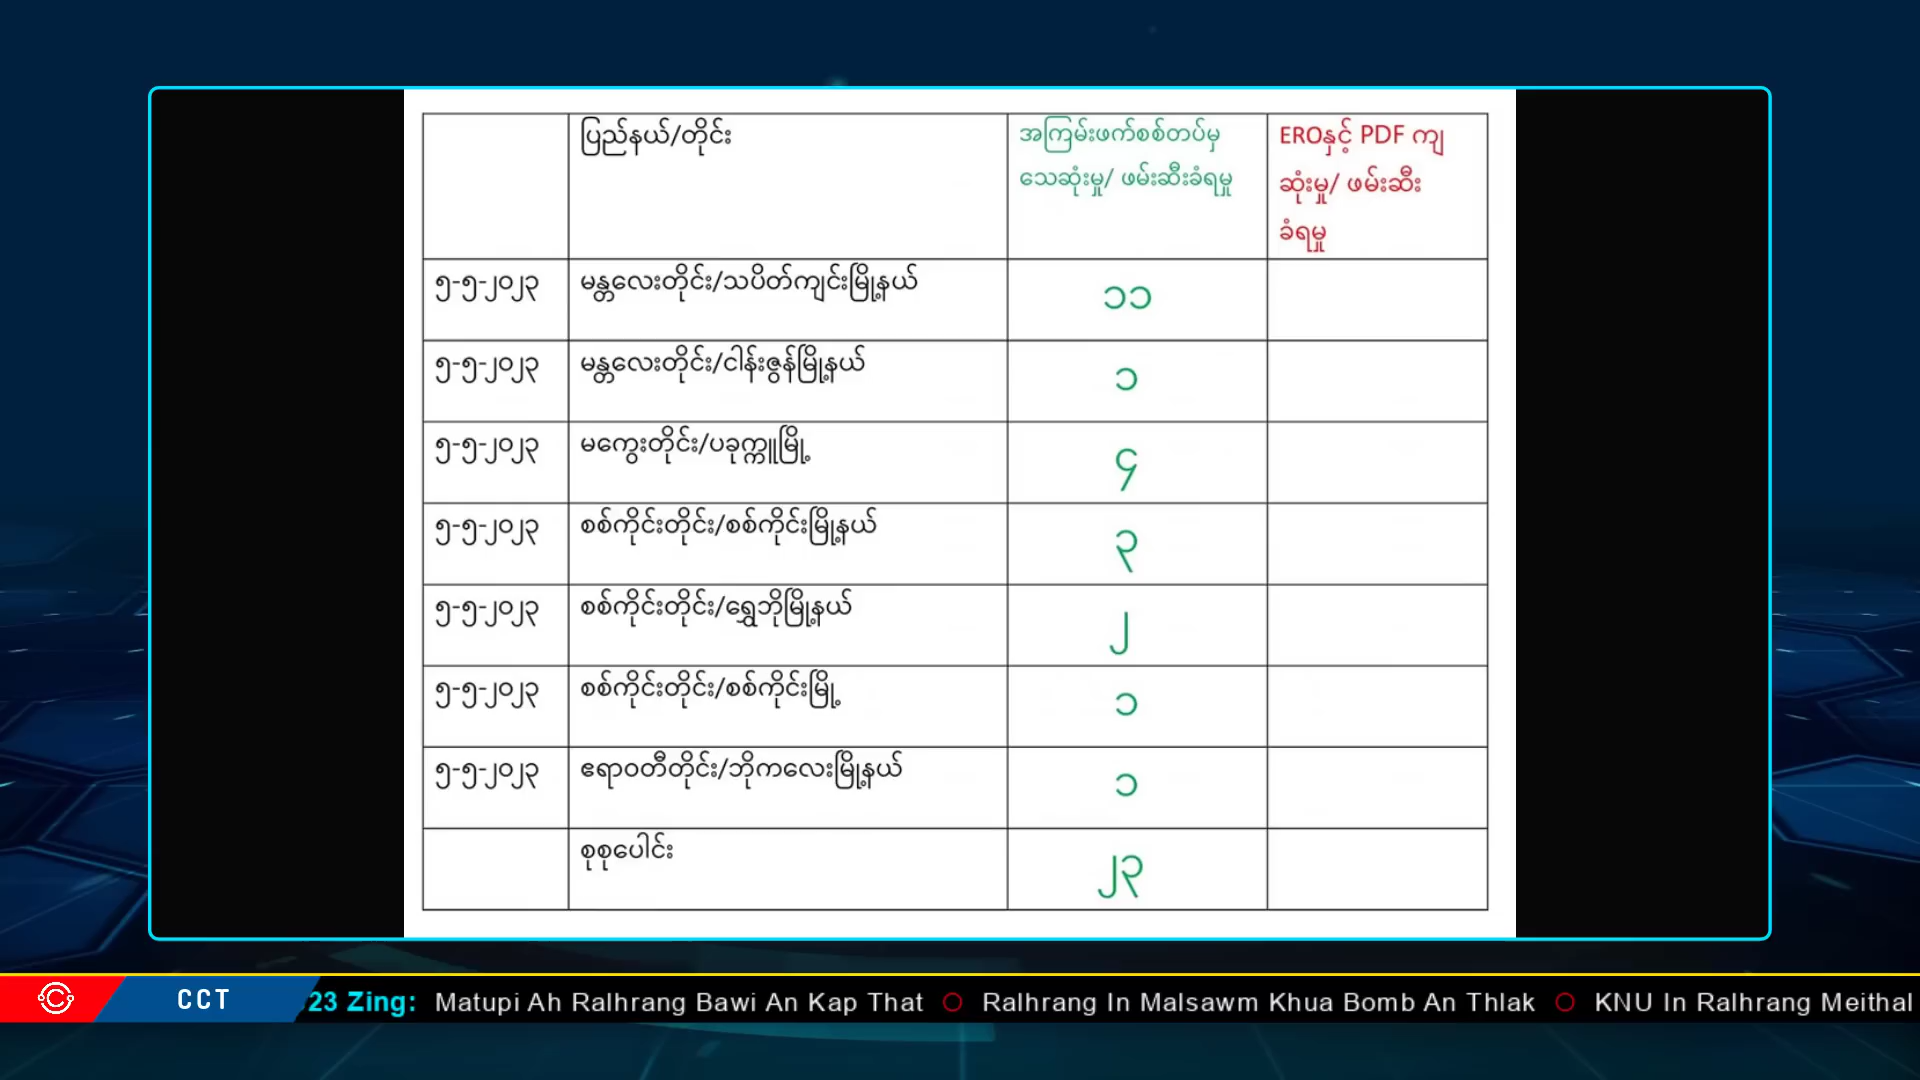 ပြည်နယ်/တိုင်း
အကြမ်းဖက်စစ်တပ်မှ
သေဆုံးမှု/ ဖမ်းဆီးခံရမှု
EROနှင့် PDF ကျ
ဆုံးမှု/ ဖမ်းဆီး
ခံရမှု
၅-၅-၂၀၂၃ မန္တလေးတိုင်း/သပိတ်ကျင်းမြို့နယ် ၁၁
၅-၅-၂၀၂၃ မန္တလေးတိုင်း/ငါန်းဇွန်မြို့နယ် ၁
၅-၅-၂၀၂၃ မကွေးတိုင်း/ပခုက္ကူမြို့ ၄
၅-၅-၂၀၂၃ စစ်ကိုင်းတိုင်း/စစ်ကိုင်းမြို့နယ် ၃
၅-၅-၂၀၂၃ စစ်ကိုင်းတိုင်း/ရွှေဘိုမြို့နယ် ၂
၅-၅-၂၀၂၃ စစ်ကိုင်းတိုင်း/စစ်ကိုင်းမြို့ ၁
၅-၅-၂၀၂၃ ဧရာဝတီတိုင်း/ဘိုကလေးမြို့နယ် ၁
စုစုပေါင်း ၂၃
CCT 23 Zing: Matupi Ah Ralhrang Bawi An Kap That Ralhrang In Malsawm Khua Bomb An Thlak KNU In Ralhrang Meithal